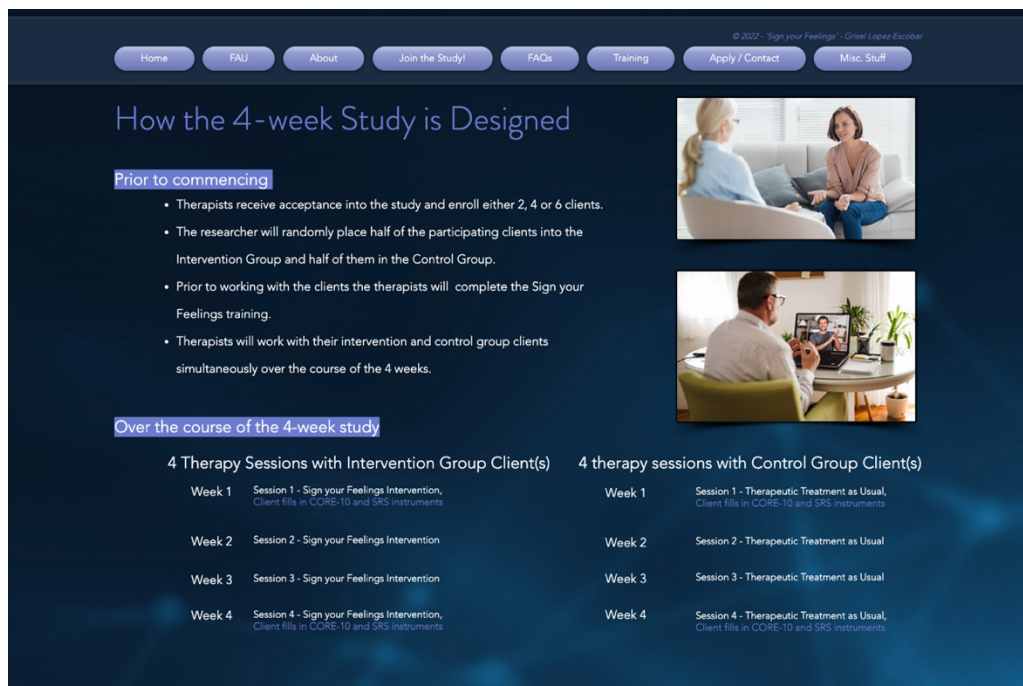 © 2022 - 'Sign your Feelings' - Grisel Lopez-Escobar
Home
FAU
About
Join the Study!
FAQs
Training
Apply / Contact
Misc. Stuff
How the 4-week Study is Designed
Prior to commencing
• Therapists receive acceptance into the study and enroll either 2, 4 or 6 clients.
• The researcher will randomly place half of the participating clients into the
Intervention Group and half of them in the Control Group.
• Prior to working with the clients the therapists will complete the Sign your
Feelings training.
• Therapists will work with their intervention and control group clients
simultaneously over the course of the 4 weeks.
Over the course of the 4-week study
4 Therapy Sessions with Intervention Group Client(s)
Week 1
Session 1 - Sign your Feelings Intervention,
Client fills in CORE-10 and SRS instruments
Week 2
Session 2 - Sign your Feelings Intervention
Week 3
Session 3 - Sign your Feelings Intervention
Week 4
Session 4 - Sign your Feelings Intervention,
Client fills in CORE-10 and SRS instruments
4 therapy sessions with Control Group Client(s)
Week 1
Session 1 - Therapeutic Treatment as Usual,
Client fills in CORE-10 and SRS instruments
Week 2
Session 2 - Therapeutic Treatment as Usual
Week 3
Session 3 - Therapeutic Treatment as Usual
Week 4
Session 4 - Therapeutic Treatment as Usual,
Client fills in CORE-10 and SRS instruments